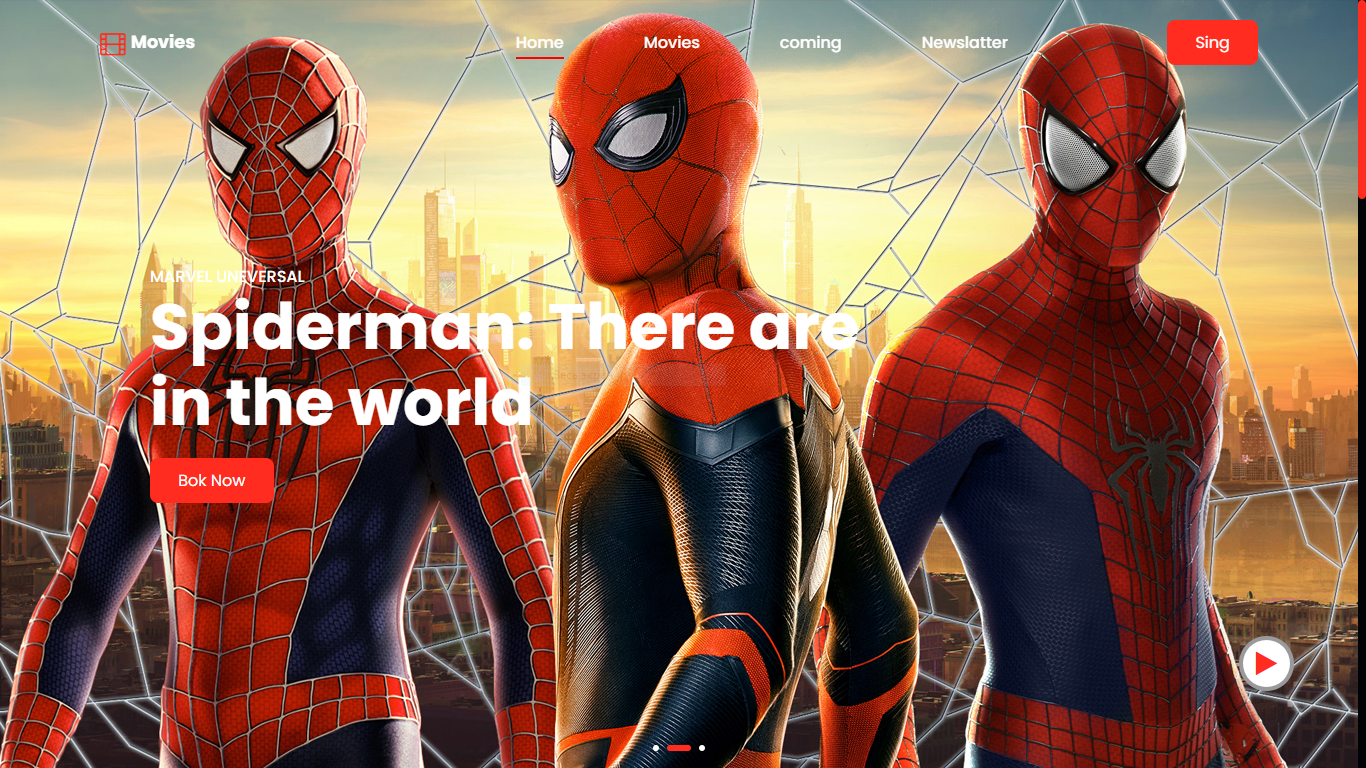 Movies
Home
Movies
coming
Newslatter
Sing
MARVEL UNEVERSAL
Spiderman: There are
in the world
Bok Now